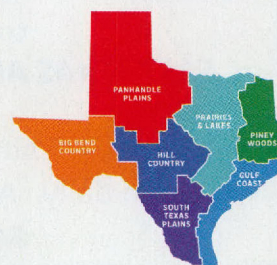 PANHANDLE
PLAINS
PRAIRIES
& LAKES
PINEY
WOODS
BIG BEND
COUNTRY
HILL
COUNTRY
GULF
COAST
SOUTH
TEXAS
PLAINS